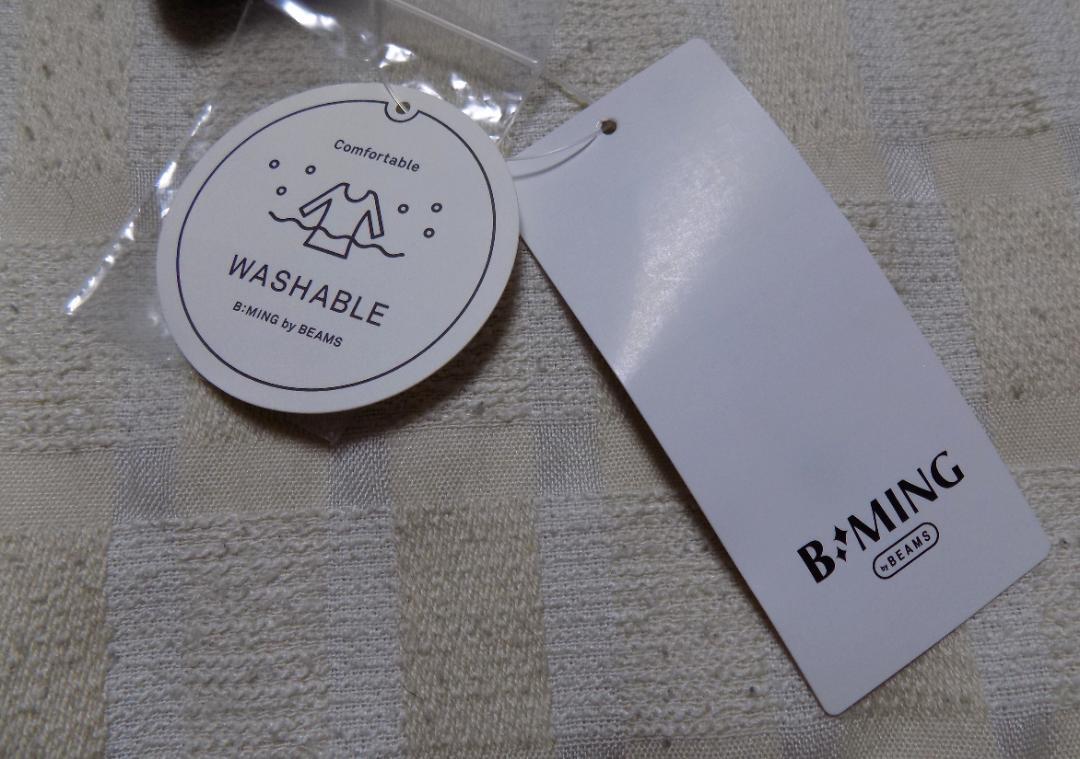 Comfortable
WASHABLE
B:MING by BEAMS
B:MING
by BEAMS